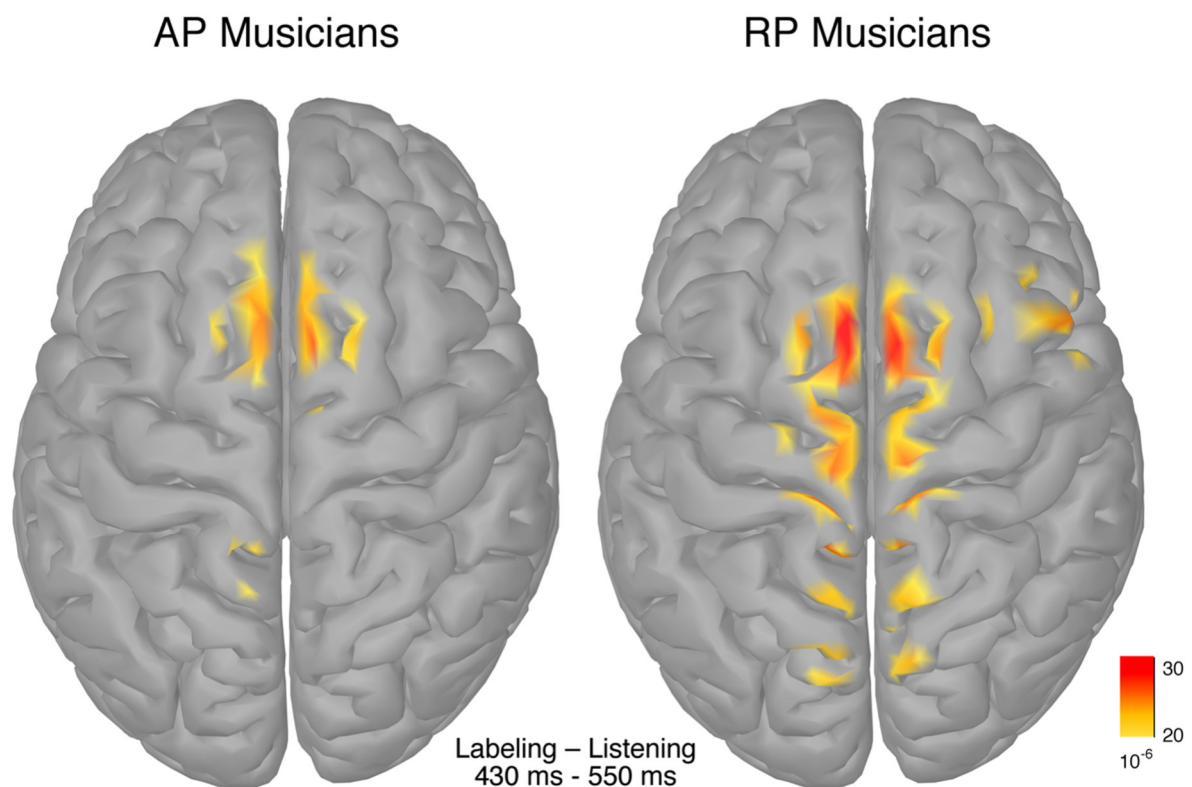 AP Musicians
RP Musicians
30
20
10-6
Labeling – Listening
430 ms - 550 ms